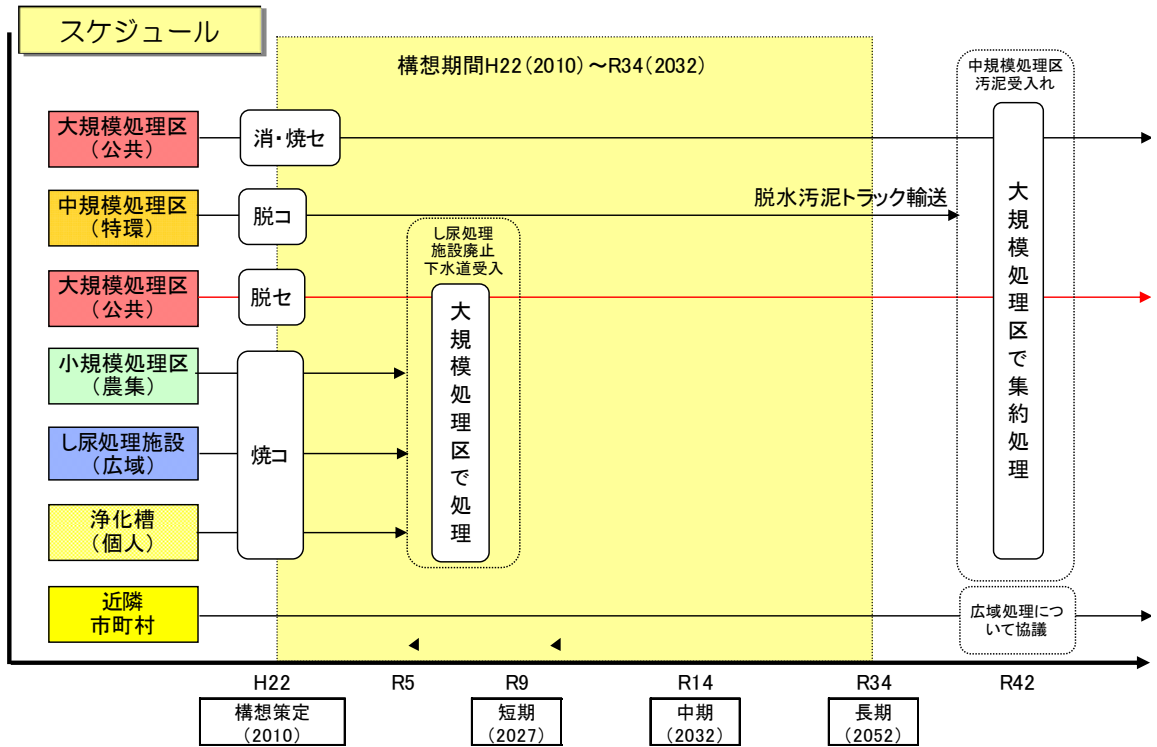 スケジュール
構想期間H22(2010)～R34(2032)
中規模処理区
汚泥受入れ
大規模処理区
(公共)
消・焼セ
中規模処理区
(特環)
脱コ
脱水汚泥トラック輸送
し尿処理
施設廃止
下水道受入
大規模処理区
(公共)
脱セ
大規模処理区で処理
大規模処理区で集約処理
小規模処理区
(農集)
し尿処理施設
(広域)
焼コ
浄化槽
(個人)
近隣
市町村
広域処理につ
いて協議
H22
R5
R9
R14
R34
R42
構想策定
(2010)
短期
(2027)
中期
(2032)
長期
(2052)